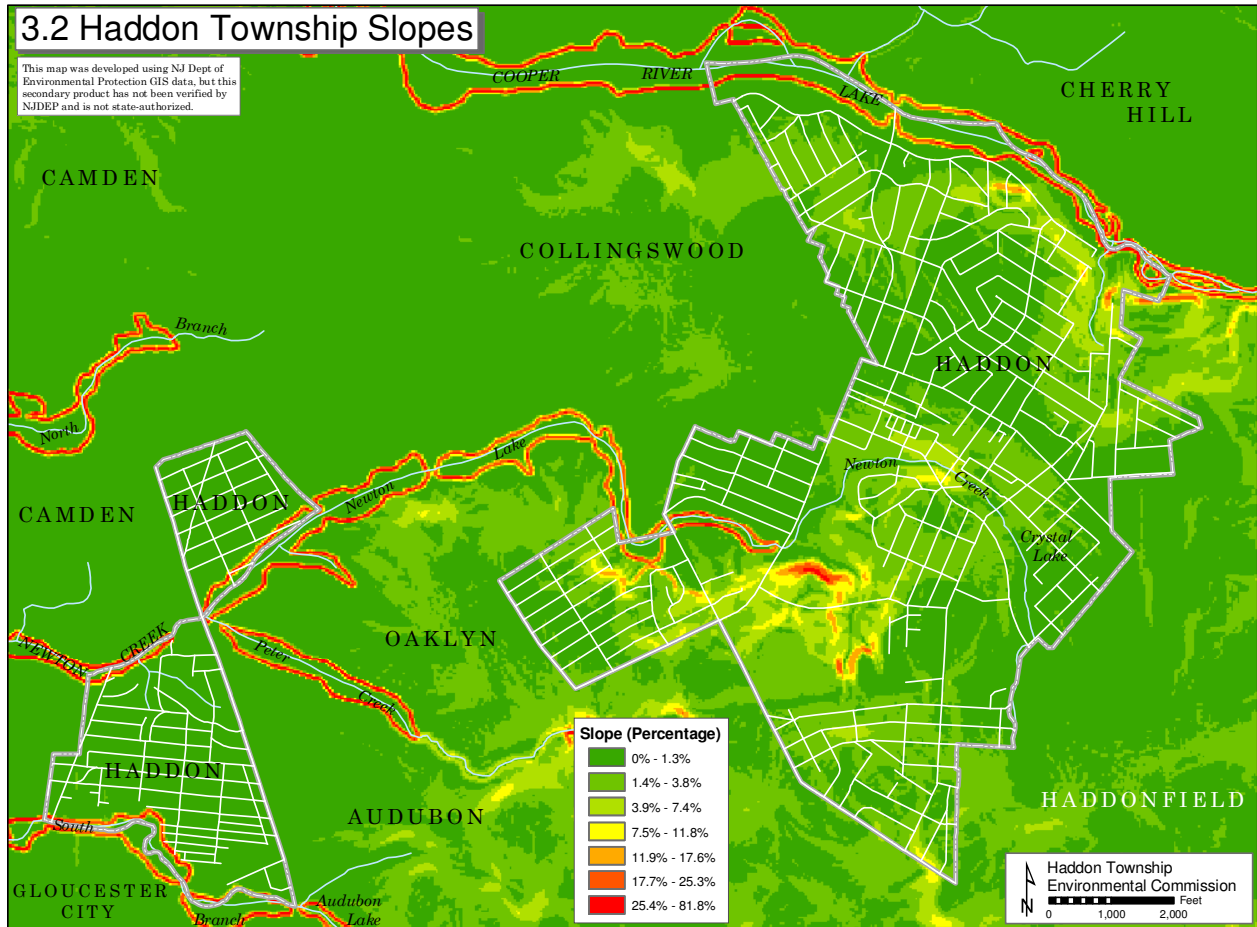 3.2 Haddon Township Slopes
This map was developed using NJ Dept of
Environmental Protection GIS data, but this
secondary product has not been verified by
NJDEP and is not state-authorized.
COOPER RIVER LAKE
CHERRY
HILL
CAMDEN
COLLINGSWOOD
North Branch
HADDON
Newton Lake
Newton Creek
HADDON
CAMDEN
Crystal
Lake
NEWTON CREEK
OAKLYN
Peter Creek
HADDON
AUDUBON
HADDONFIELD
South Branch
GLOUCESTER
CITY
Audubon
Lake
Slope (Percentage)
0% - 1.3%
1.4% - 3.8%
3.9% - 7.4%
7.5% - 11.8%
11.9% - 17.6%
17.7% - 25.3%
25.4% - 81.8%
Haddon Township
Environmental Commission
N
Feet
0 1,000 2,000